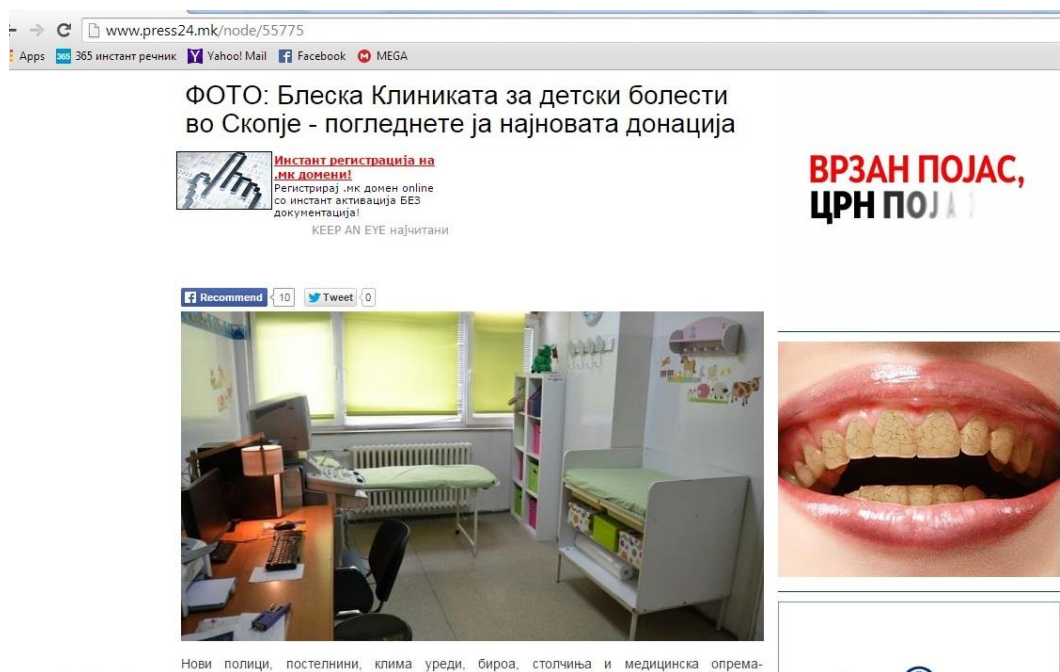 www.press24.mk/node/55775
Apps 365 365 инстант речник Yahoo! Mail Facebook MEGA
ФОТО: Блеска Клиниката за детски болести
во Скопје - погледнете ја најновата донација
Инстант регистрација на
.мк домени!
Регистрирај .мк домен online
со инстант активација БЕЗ
документација!
KEEP AN EYE најчитани
ВРЗАН ПОЈАС,
ЦРН ПОЈА
Recommend 10 Tweet 0
Нови полици, постелнини, клима уреди, бироа, столчиња и медицинска опрема-